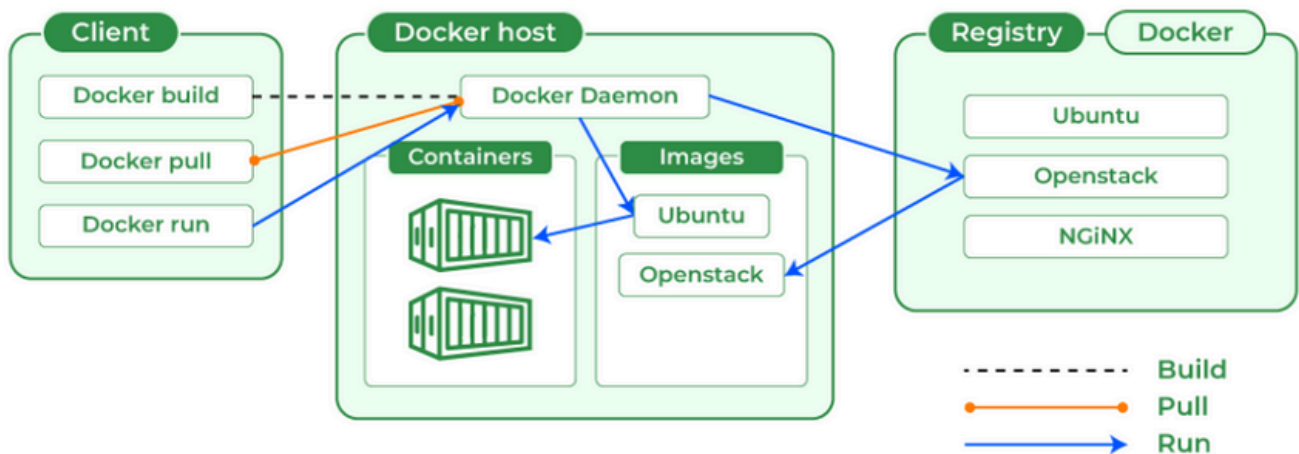 Client
Docker build
Docker pull
Docker run
Docker host
Docker Daemon
Containers
Images
Ubuntu
Openstack
Registry
Docker
Ubuntu
Openstack
NGiNX
Build
Pull
Run